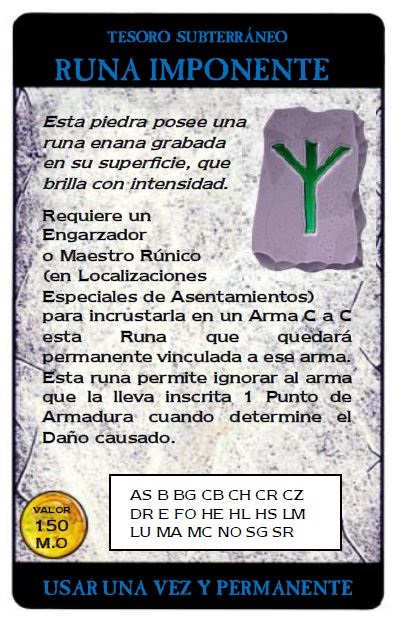 TESORO SUBTERRÁNEO
RUNA IMPONENTE
Esta piedra posee una
runa enana grabada
en su superficie, que
brilla con intensidad.
Requiere un
Engarzador
o Maestro Rúnico
(en Localizaciones
Especiales de Asentamientos)
para incrustarla en un Arma C a C
esta Runa que quedará
permanente vinculada a ese arma.
Esta runa permite ignorar al arma
que la lleva inscrita 1 Punto de
Armadura cuando determine el
Daño causado.
AS B BG CB CH CR CZ
DR E FO HE HL HS LM
LU MA MC NO SG SR
VALOR
150
M.O
USAR UNA VEZ Y PERMANENTE